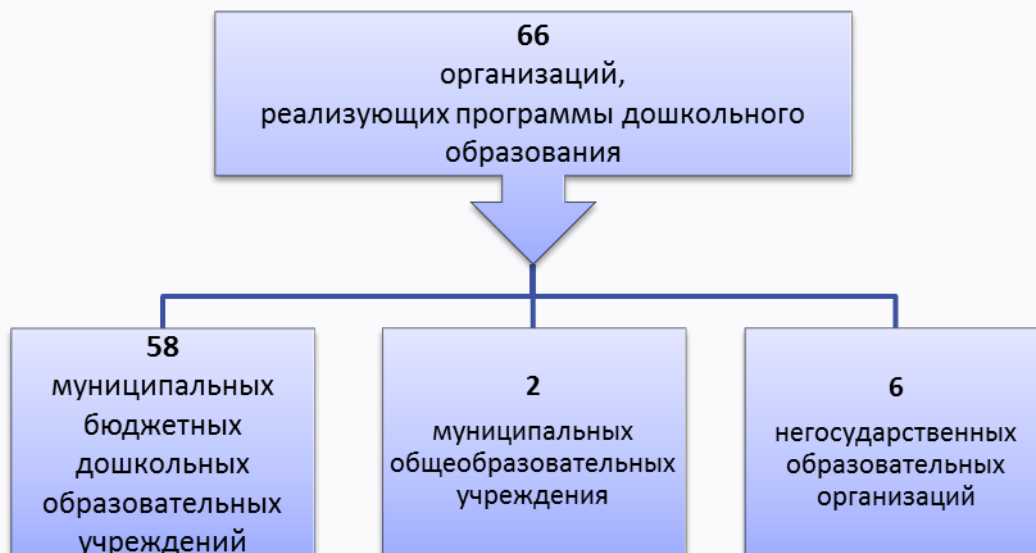 66
организаций,
реализующих программы дошкольного
образования
58
муниципальных
бюджетных
дошкольных
образовательных
учреждений
2
муниципальных
общеобразовательных
учреждения
6
негосударственных
образовательных
организаций